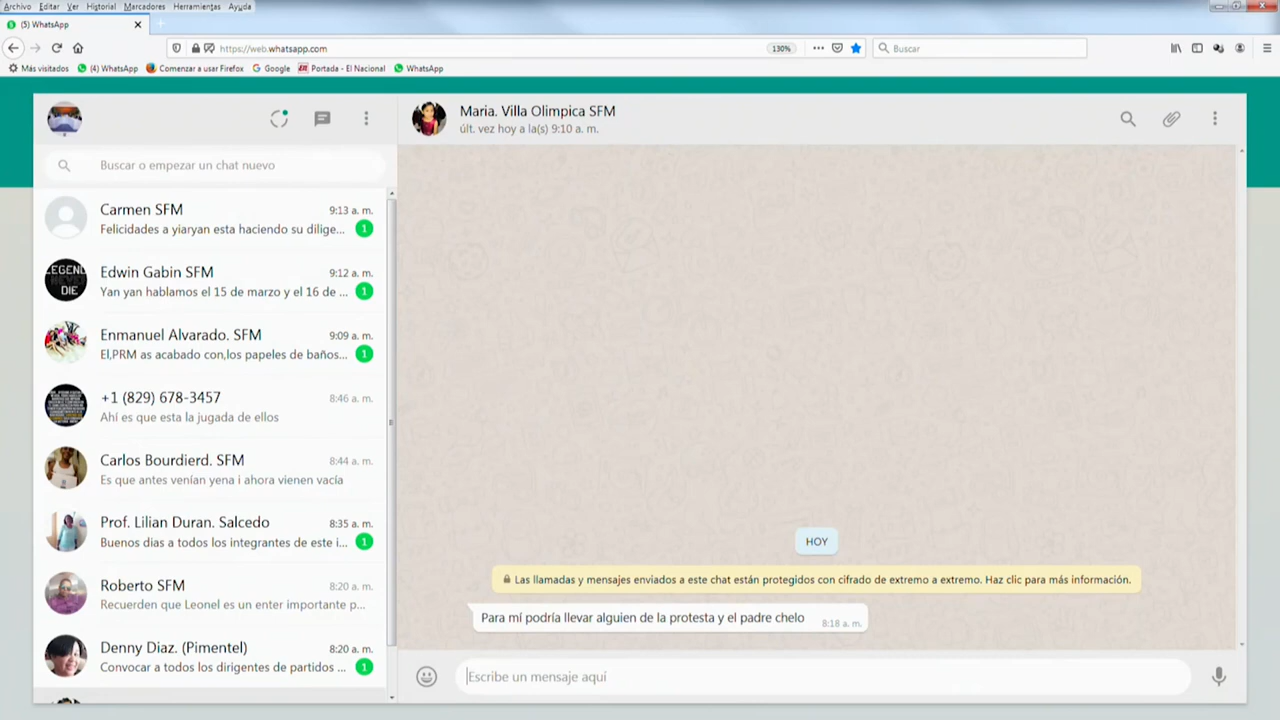 Archivo Editar Ver Historial Marcadores Herramientas Ayuda
(5) WhatsApp
https://web.whatsapp.com
130%
Buscar
Más visitados
(4) WhatsApp
Comenzar a usar Firefox
Google
Portada - El Nacional
WhatsApp
Buscar o empezar un chat nuevo
Carmen SFM 9:13 a. m.
Felicidades a yiaryan esta haciendo su dilige... 1
Edwin Gabin SFM 9:12 a. m.
Yan yan hablamos el 15 de marzo y el 16 de ... 1
LEGEND
NEVER
DIE
Enmanuel Alvarado. SFM 9:09 a. m.
El,PRM as acabado con,los papeles de baños... 1
+1 (829) 678-3457 8:46 a. m.
Ahí es que esta la jugada de ellos
Carlos Bourdierd. SFM 8:44 a. m.
Es que antes venían yena i ahora vienen vacía
Prof. Lilian Duran. Salcedo 8:35 a. m.
Buenos dias a todos los integrantes de este i... 1
Roberto SFM 8:20 a. m.
Recuerden que Leonel es un enter importante p...
Denny Diaz. (Pimentel) 8:20 a. m.
Convocar a todos los dirigentes de partidos ... 1
Maria. Villa Olimpica SFM
últ. vez hoy a la(s) 9:10 a. m.
HOY
Las llamadas y mensajes enviados a este chat están protegidos con cifrado de extremo a extremo. Haz clic para más información.
Para mí podría llevar alguien de la protesta y el padre chelo 8:18 a. m.
Escribe un mensaje aquí